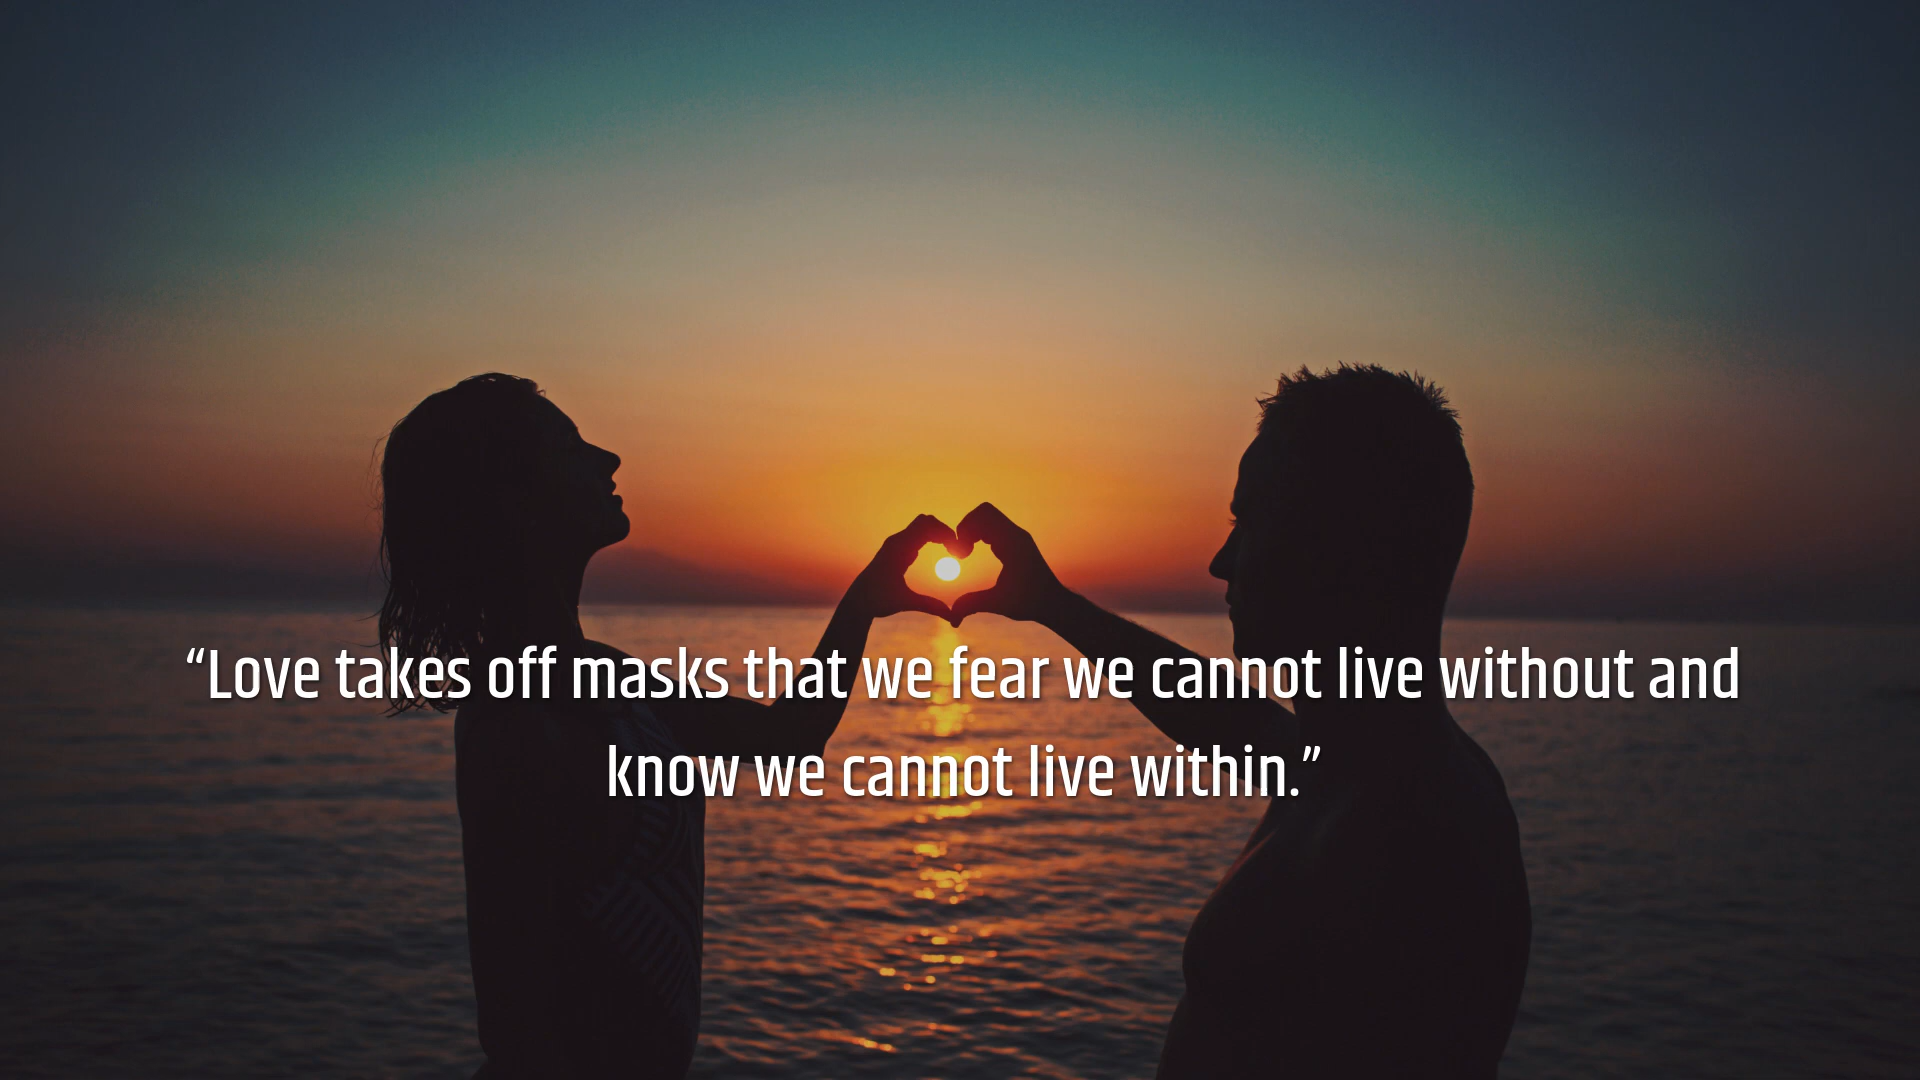 “Love takes off masks that we fear we cannot live without and
know we cannot live within.”